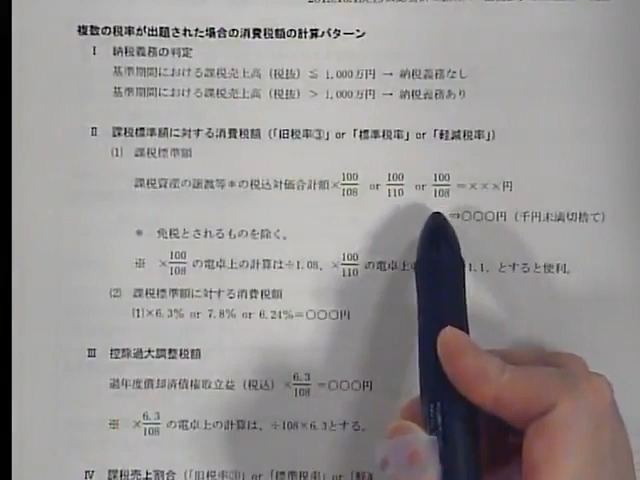 複数の税率が出題された場合の消費税額の計算パターン
Ⅰ 納税義務の判定
基準期間における課税売上高（税抜）≦ 1,000万円 → 納税義務なし
基準期間における課税売上高（税抜）＞ 1,000万円 → 納税義務あり
Ⅱ 課税標準額に対する消費税額（「旧税率③」or「標準税率」or「軽減税率」）
(1) 課税標準額
課税資産の譲渡等＊の税込対価合計額×100/108 or 100/110 or 100/108 ＝×××円
⇒○○○円（千円未満切捨て）
＊ 免税とされるものを除く。
※ ×100/108 の電卓上の計算は÷1.08、×100/110 の電卓上 1.1、とすると便利。
(2) 課税標準額に対する消費税額
(1)×6.3% or 7.8% or 6.24%＝○○○円
Ⅲ 控除過大調整税額
過年度償却済債権取立益（税込）×6.3/108 ＝○○○円
※ ×6.3/108 の電卓上の計算は、÷108×6.3とする。
Ⅳ 課税売上割合（「旧税率③」or「標準税率」or「軽